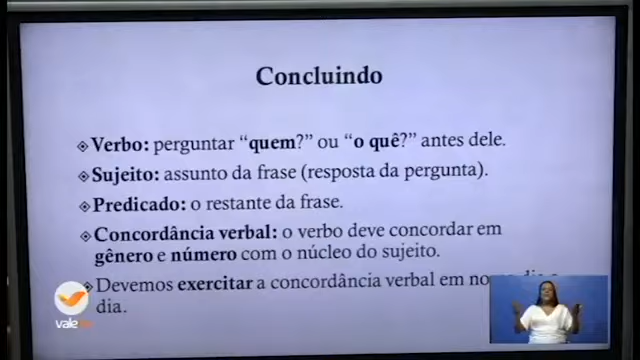 Concluindo
Verbo: perguntar “quem?” ou “o quê?” antes dele.
Sujeito: assunto da frase (resposta da pergunta).
Predicado: o restante da frase.
Concordância verbal: o verbo deve concordar em
gênero e número com o núcleo do sujeito.
Devemos exercitar a concordância verbal em
dia.
vale